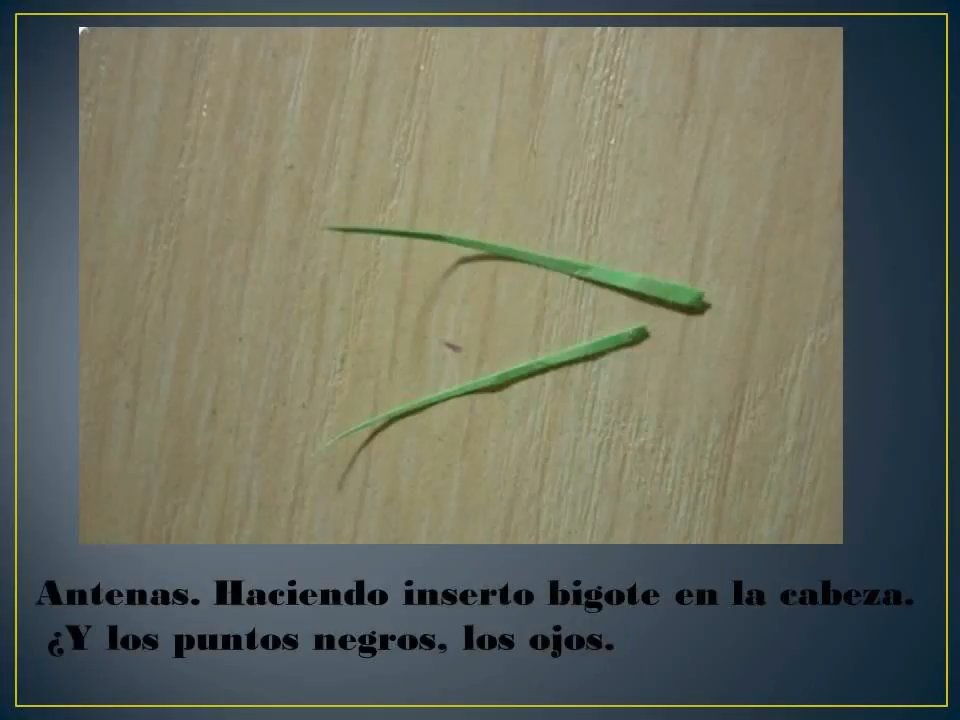 Antenas. Haciendo inserto bigote en la cabeza.
¿Y los puntos negros, los ojos.